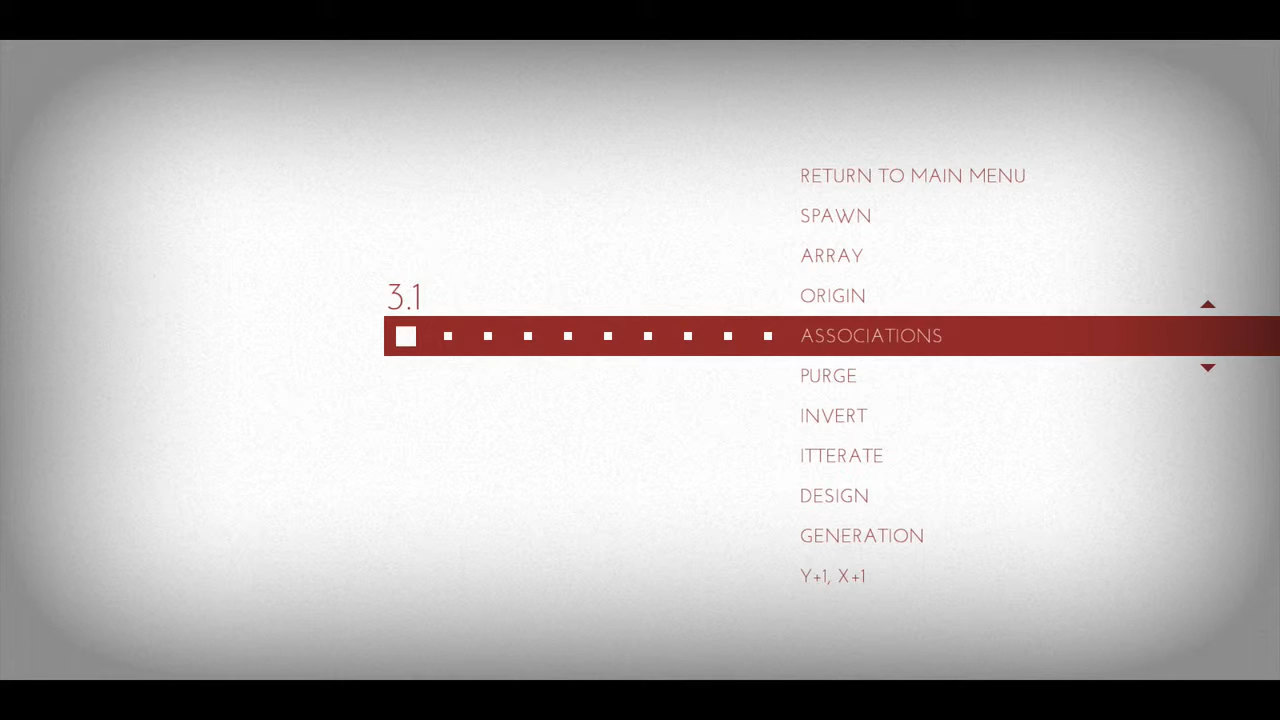 RETURN TO MAIN MENU
SPAWN
ARRAY
ORIGIN
3.1
ASSOCIATIONS
PURGE
INVERT
ITTERATE
DESIGN
GENERATION
Y+1, X+1